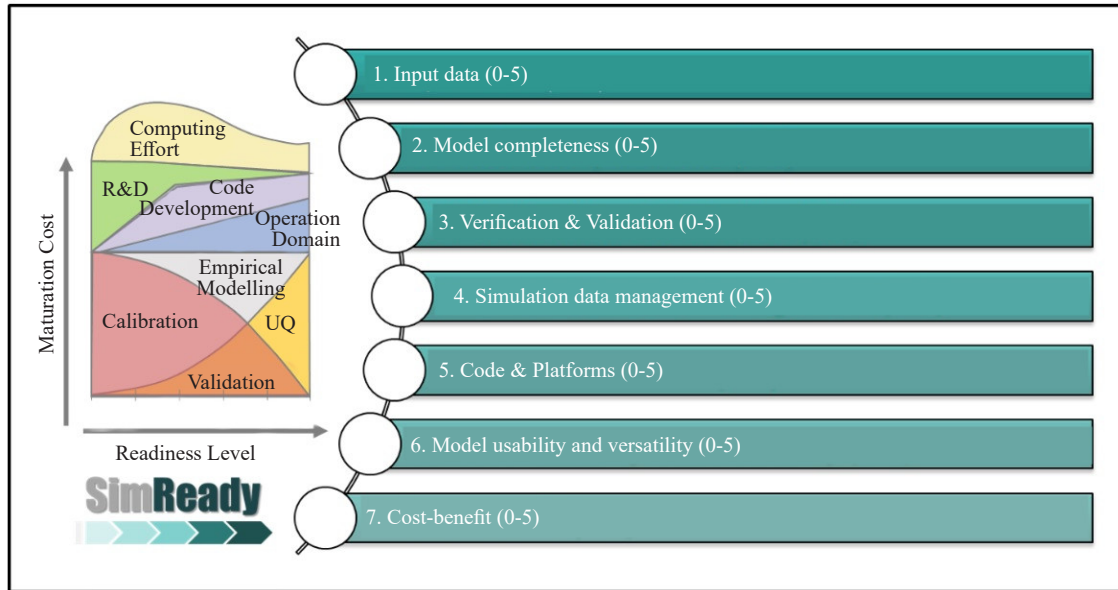 Computing
Effort
R&D
Code
Development
Operation
Domain
Empirical
Modelling
Calibration
UQ
Validation
Maturation Cost
Readiness Level
SimReady
1. Input data (0-5)
2. Model completeness (0-5)
3. Verification & Validation (0-5)
4. Simulation data management (0-5)
5. Code & Platforms (0-5)
6. Model usability and versatility (0-5)
7. Cost-benefit (0-5)